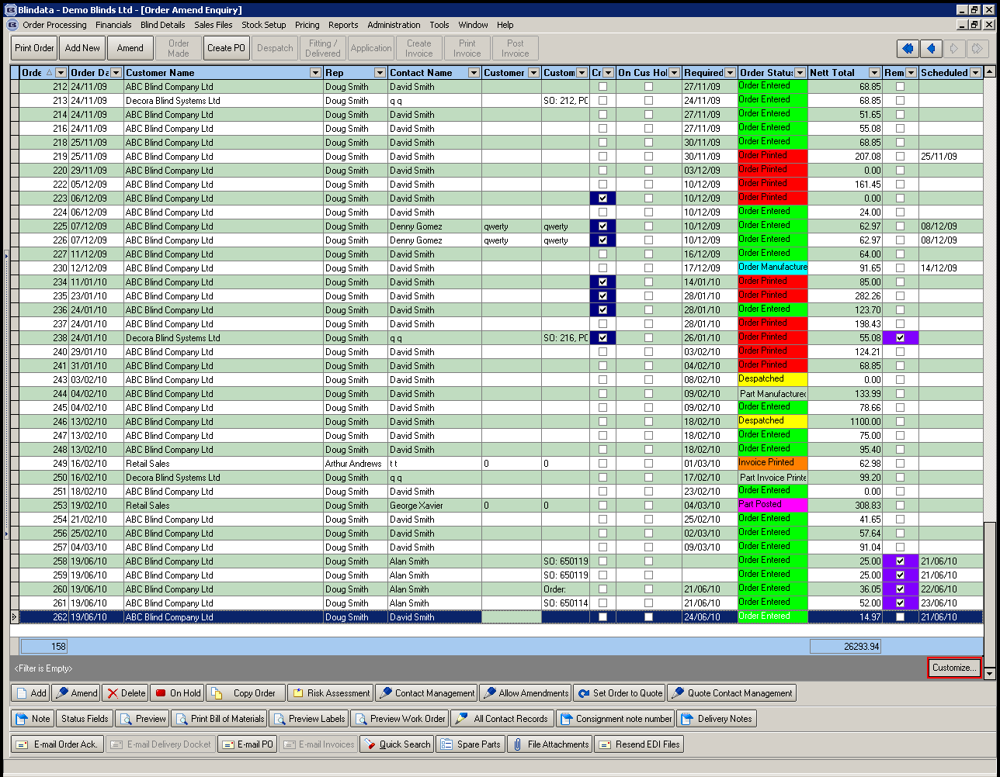 Blindata - Demo Blinds Ltd - [Order Amend Enquiry]
Order Processing Financials Blind Details Sales Files Stock Setup Pricing Reports Administration Tools Window Help
Print Order Add New Amend Order Made Create PO Despatch Fitting / Delivered Application Create Invoice Print Invoice Post Invoice
Orde Order Da Customer Name Rep Contact Name Customer Custom Cr On Cus Hol Required Order Status Nett Total Rem Scheduled
212 24/11/09 ABC Blind Company Ltd Doug Smith David Smith 27/11/09 Order Entered 68.85
213 24/11/09 Decora Blind Systems Ltd Doug Smith q q SO: 212, PC 24/11/09 Order Entered 68.85
214 24/11/09 ABC Blind Company Ltd Doug Smith David Smith 27/11/09 Order Entered 51.65
216 24/11/09 ABC Blind Company Ltd Doug Smith David Smith 27/11/09 Order Entered 55.08
218 25/11/09 ABC Blind Company Ltd Doug Smith David Smith 30/11/09 Order Entered 68.85
219 25/11/09 ABC Blind Company Ltd Doug Smith David Smith 30/11/09 Order Printed 207.08 25/11/09
220 29/11/09 ABC Blind Company Ltd Doug Smith David Smith 03/12/09 Order Printed 0.00
222 05/12/09 ABC Blind Company Ltd Doug Smith David Smith 10/12/09 Order Printed 161.45
223 06/12/09 ABC Blind Company Ltd Doug Smith David Smith 10/12/09 Order Printed 0.00
224 06/12/09 ABC Blind Company Ltd Doug Smith David Smith 10/12/09 Order Entered 24.00
225 07/12/09 ABC Blind Company Ltd Doug Smith Denny Gomez qwerty qwerty 10/12/09 Order Entered 62.97 08/12/09
226 07/12/09 ABC Blind Company Ltd Doug Smith Denny Gomez qwerty qwerty 10/12/09 Order Entered 62.97 08/12/09
227 11/12/09 ABC Blind Company Ltd Doug Smith David Smith 16/12/09 Order Entered 64.00
230 12/12/09 ABC Blind Company Ltd Doug Smith David Smith 17/12/09 Order Manufacture 91.65 14/12/09
234 11/01/10 ABC Blind Company Ltd Doug Smith David Smith 14/01/10 Order Printed 85.00
235 23/01/10 ABC Blind Company Ltd Doug Smith David Smith 28/01/10 Order Printed 282.26
236 24/01/10 ABC Blind Company Ltd Doug Smith David Smith 28/01/10 Order Entered 123.70
237 24/01/10 ABC Blind Company Ltd Doug Smith David Smith 28/01/10 Order Printed 198.43
238 24/01/10 Decora Blind Systems Ltd Doug Smith q q SO: 216, PC 26/01/10 Order Printed 55.08
240 29/01/10 ABC Blind Company Ltd Doug Smith David Smith 03/02/10 Order Printed 124.21
241 31/01/10 ABC Blind Company Ltd Doug Smith David Smith 04/02/10 Order Printed 68.85
243 03/02/10 ABC Blind Company Ltd Doug Smith David Smith 08/02/10 Despatched 0.00
244 04/02/10 ABC Blind Company Ltd Doug Smith David Smith 09/02/10 Part Manufactured 133.99
245 04/02/10 ABC Blind Company Ltd Doug Smith David Smith 09/02/10 Order Entered 78.66
246 13/02/10 ABC Blind Company Ltd Doug Smith David Smith 18/02/10 Despatched 1100.00
247 13/02/10 ABC Blind Company Ltd Doug Smith David Smith 18/02/10 Order Entered 75.00
248 13/02/10 ABC Blind Company Ltd Doug Smith David Smith 18/02/10 Order Entered 95.40
249 16/02/10 Retail Sales Arthur Andrews t t 0 0 01/03/10 Invoice Printed 62.98
250 16/02/10 Decora Blind Systems Ltd Doug Smith q q 17/02/10 Part Invoice Printe 99.20
251 18/02/10 ABC Blind Company Ltd Doug Smith David Smith 23/02/10 Order Entered 0.00
253 19/02/10 Retail Sales Doug Smith George Xavier 0 0 04/03/10 Part Posted 308.83
254 21/02/10 ABC Blind Company Ltd Doug Smith David Smith 25/02/10 Order Entered 41.65
256 25/02/10 ABC Blind Company Ltd Doug Smith David Smith 02/03/10 Order Entered 57.64
257 04/03/10 ABC Blind Company Ltd Doug Smith David Smith 09/03/10 Order Entered 91.04
258 19/06/10 ABC Blind Company Ltd Doug Smith Alan Smith SO: 650119 Order Entered 25.00 21/06/10
259 19/06/10 ABC Blind Company Ltd Doug Smith Alan Smith SO: 650119 Order Entered 25.00 21/06/10
260 19/06/10 ABC Blind Company Ltd Doug Smith Alan Smith Order: 21/06/10 Order Entered 36.05 22/06/10
261 19/06/10 ABC Blind Company Ltd Doug Smith Alan Smith SO: 650114 21/06/10 Order Entered 52.00 23/06/10
262 19/06/10 ABC Blind Company Ltd Doug Smith David Smith 24/06/10 Order Entered 14.97 21/06/10
158 26293.94
<Filter is Empty> Customize...
Add Amend Delete On Hold Copy Order Risk Assessment Contact Management Allow Amendments Set Order to Quote Quote Contact Management
Note Status Fields Preview Print Bill of Materials Preview Labels Preview Work Order All Contact Records Consignment note number Delivery Notes
E-mail Order Ack. E-mail Delivery Docket E-mail PO E-mail Invoices Quick Search Spare Parts File Attachments Resend EDI Files